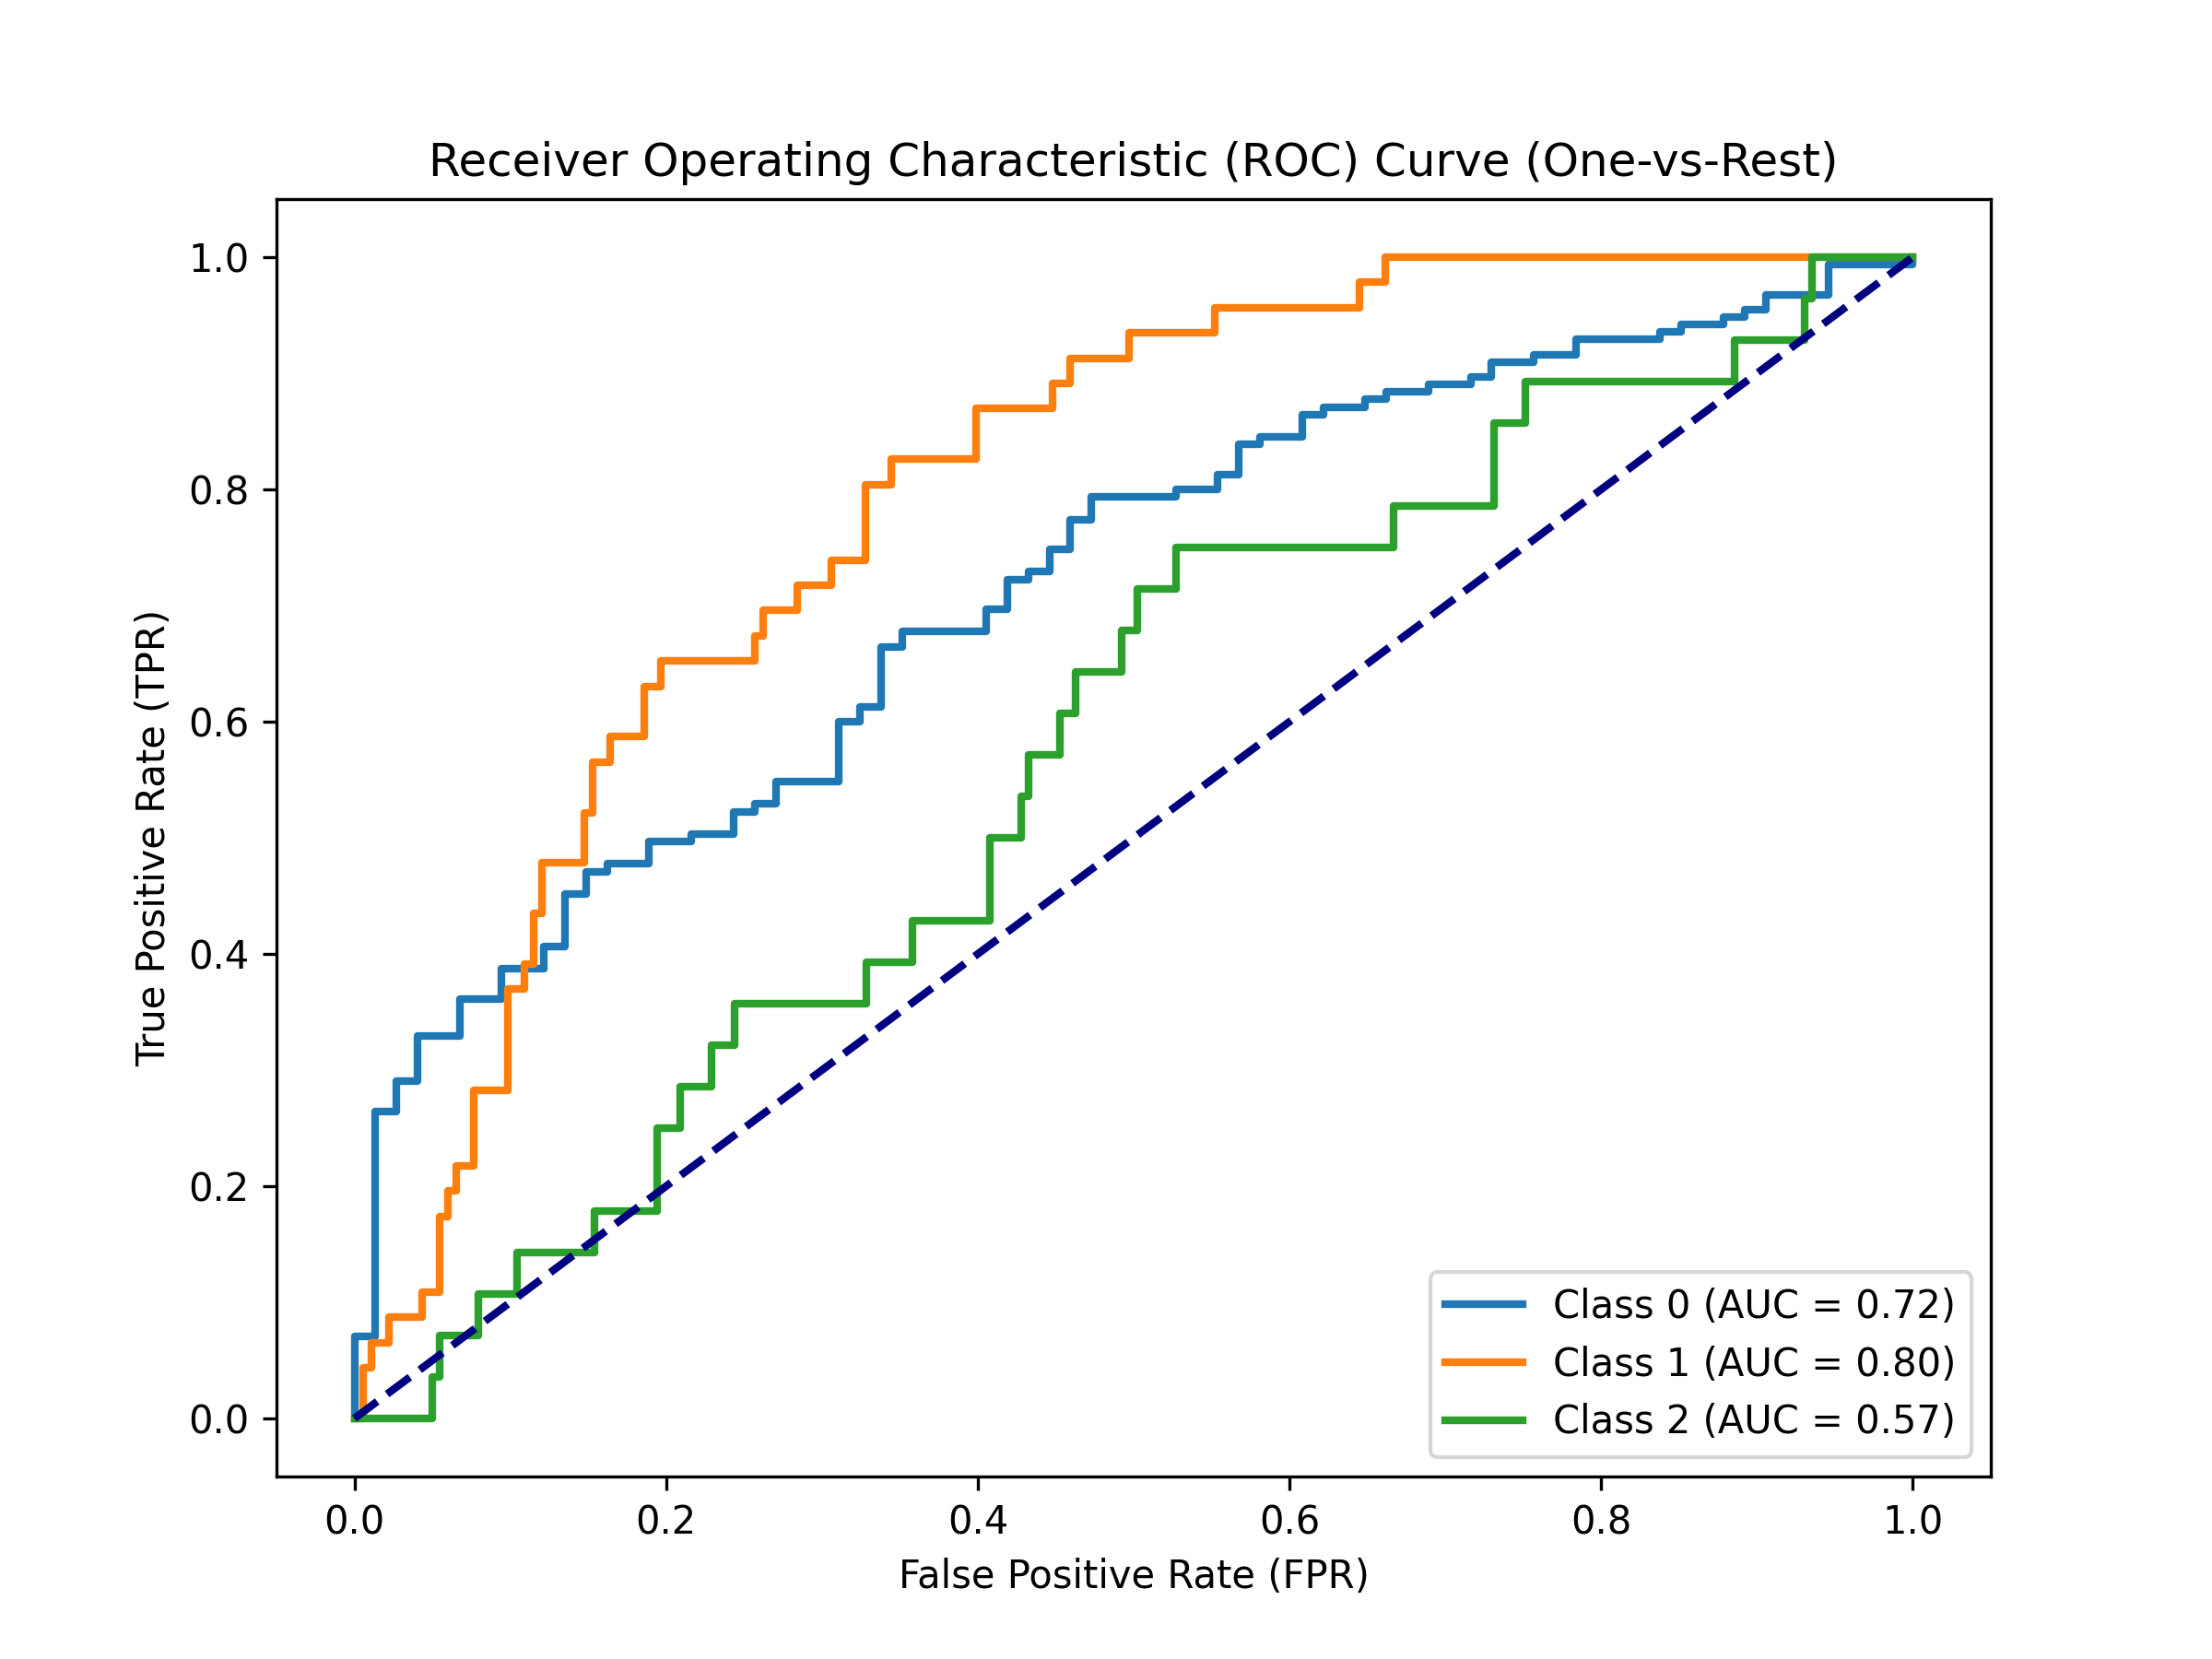 Receiver Operating Characteristic (ROC) Curve (One-vs-Rest)
True Positive Rate (TPR)
1.0
0.8
0.6
0.4
0.2
0.0
Class 0 (AUC = 0.72)
Class 1 (AUC = 0.80)
Class 2 (AUC = 0.57)
0.0 0.2 0.4 0.6 0.8 1.0
False Positive Rate (FPR)